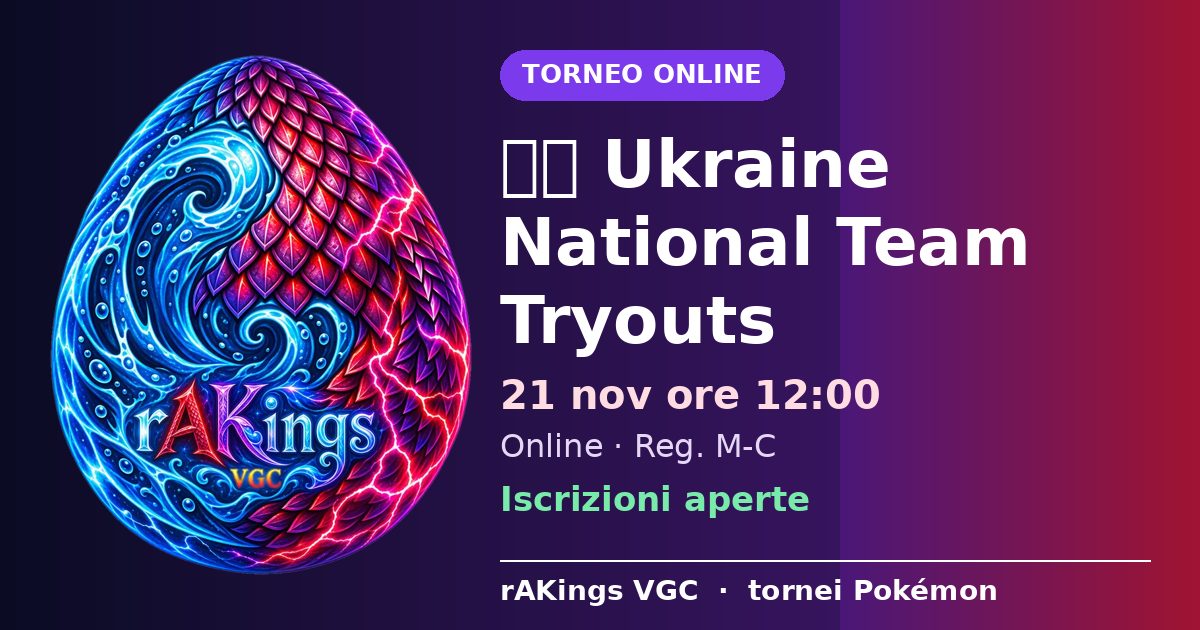 TORNEO ONLINE
Ukraine
National Team
Tryouts
21 nov ore 12:00
Online · Reg. M-C
Iscrizioni aperte
rAKings VGC · tornei Pokémon
rAKings
VGC